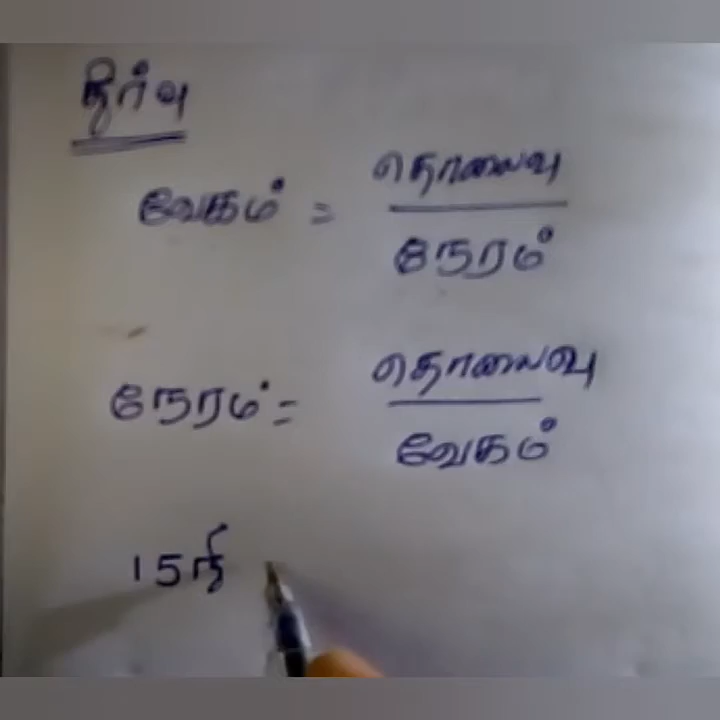 தீர்வு
வேகம் = தொலைவு / நேரம்
நேரம் = தொலைவு / வேகம்
15நி